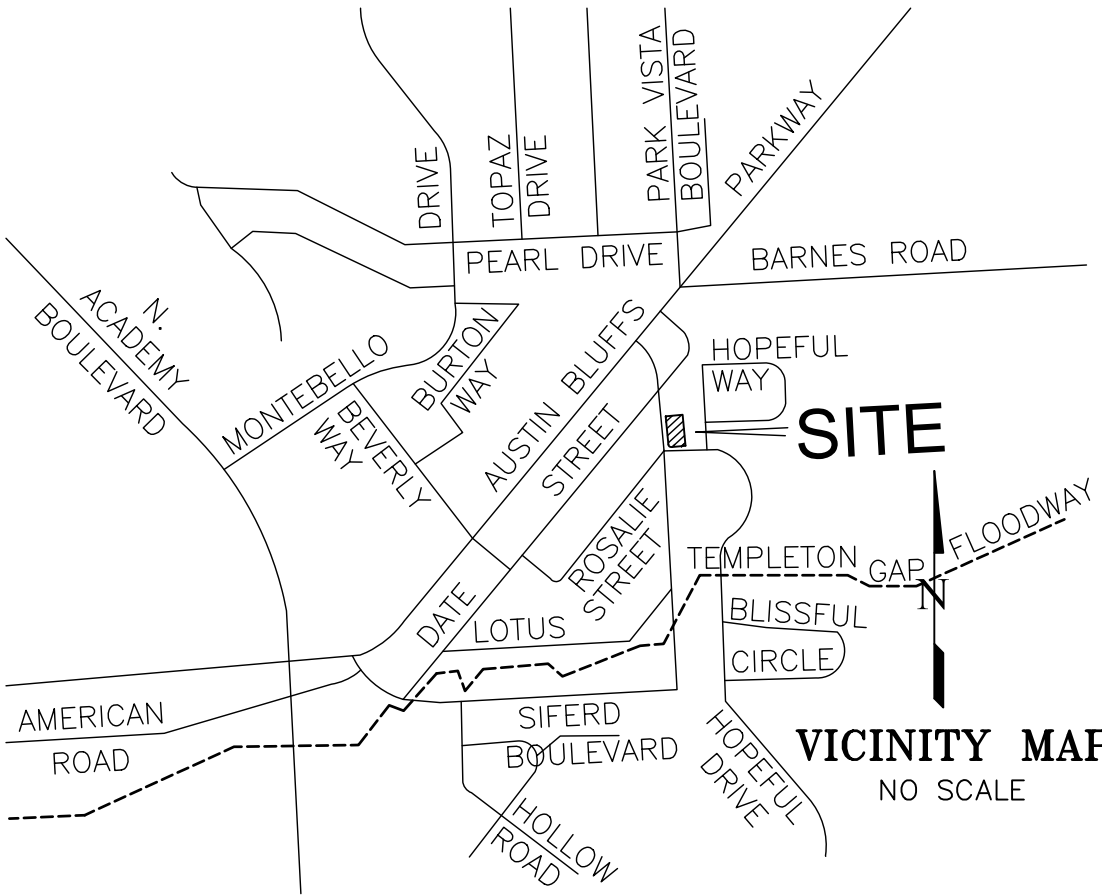 PARK VISTA
BOULEVARD
PARKWAY
DRIVE
TOPAZ
DRIVE
PEARL DRIVE
BARNES ROAD
N.
ACADEMY
BOULEVARD
MONTEBELLO
BURTON
WAY
BEVERLY
WAY
AUSTIN BLUFFS
HOPEFUL
WAY
SITE
STREET
DATE
ROSALIE
STREET
TEMPLETON GAP FLOODWAY
N
LOTUS
BLISSFUL
CIRCLE
AMERICAN
ROAD
SIFERD
BOULEVARD
HOPEFUL
DRIVE
HOLLOW
ROAD
VICINITY MAP
NO SCALE